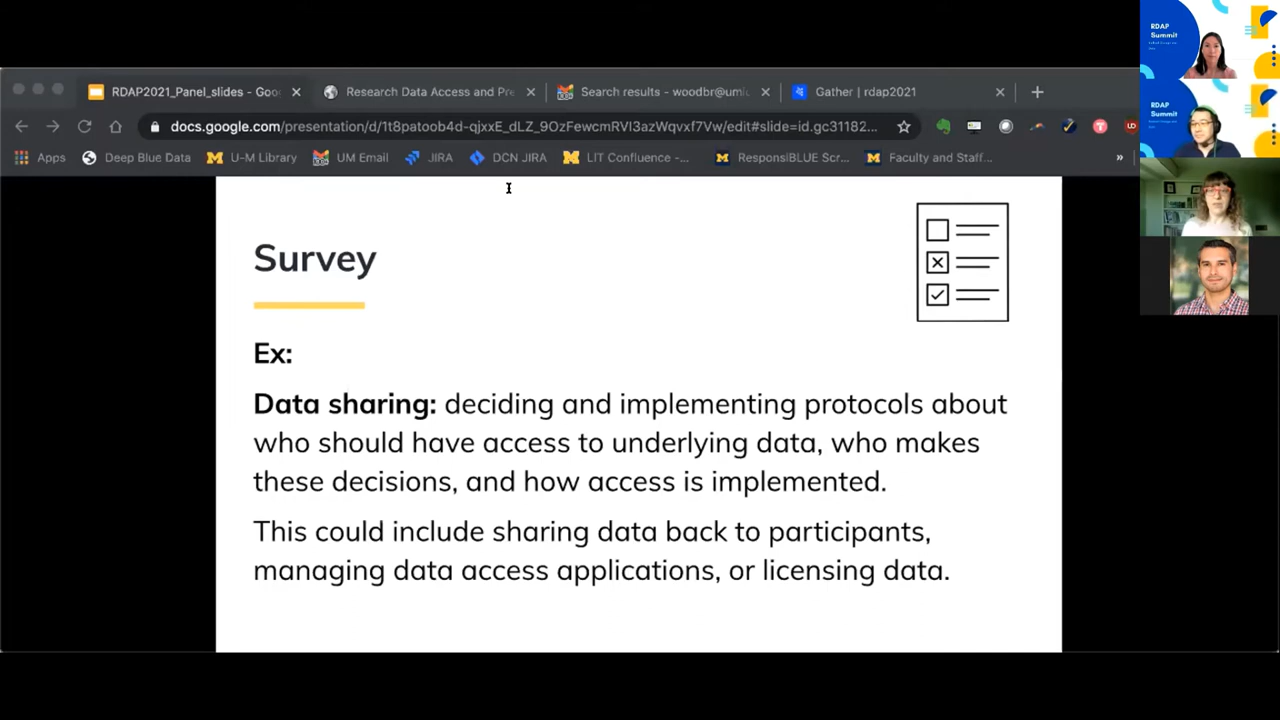 RDAP2021_Panel_slides - Goo
Research Data Access and Pre
Search results - woodbr@umi
Gather | rdap2021
docs.google.com/presentation/d/1t8patoob4d-qjxxE_dLZ_9OzFewcmRVI3azWqvxf7Vw/edit#slide=id.gc31182...
Apps
Deep Blue Data
U-M Library
UM Email
JIRA
DCN JIRA
LIT Confluence -...
ResponsiBLUE Scr...
Faculty and Staff...
»
Survey
Ex:
Data sharing: deciding and implementing protocols about
who should have access to underlying data, who makes
these decisions, and how access is implemented.
This could include sharing data back to participants,
managing data access applications, or licensing data.
RDAP
Summit
RDAP
Summit